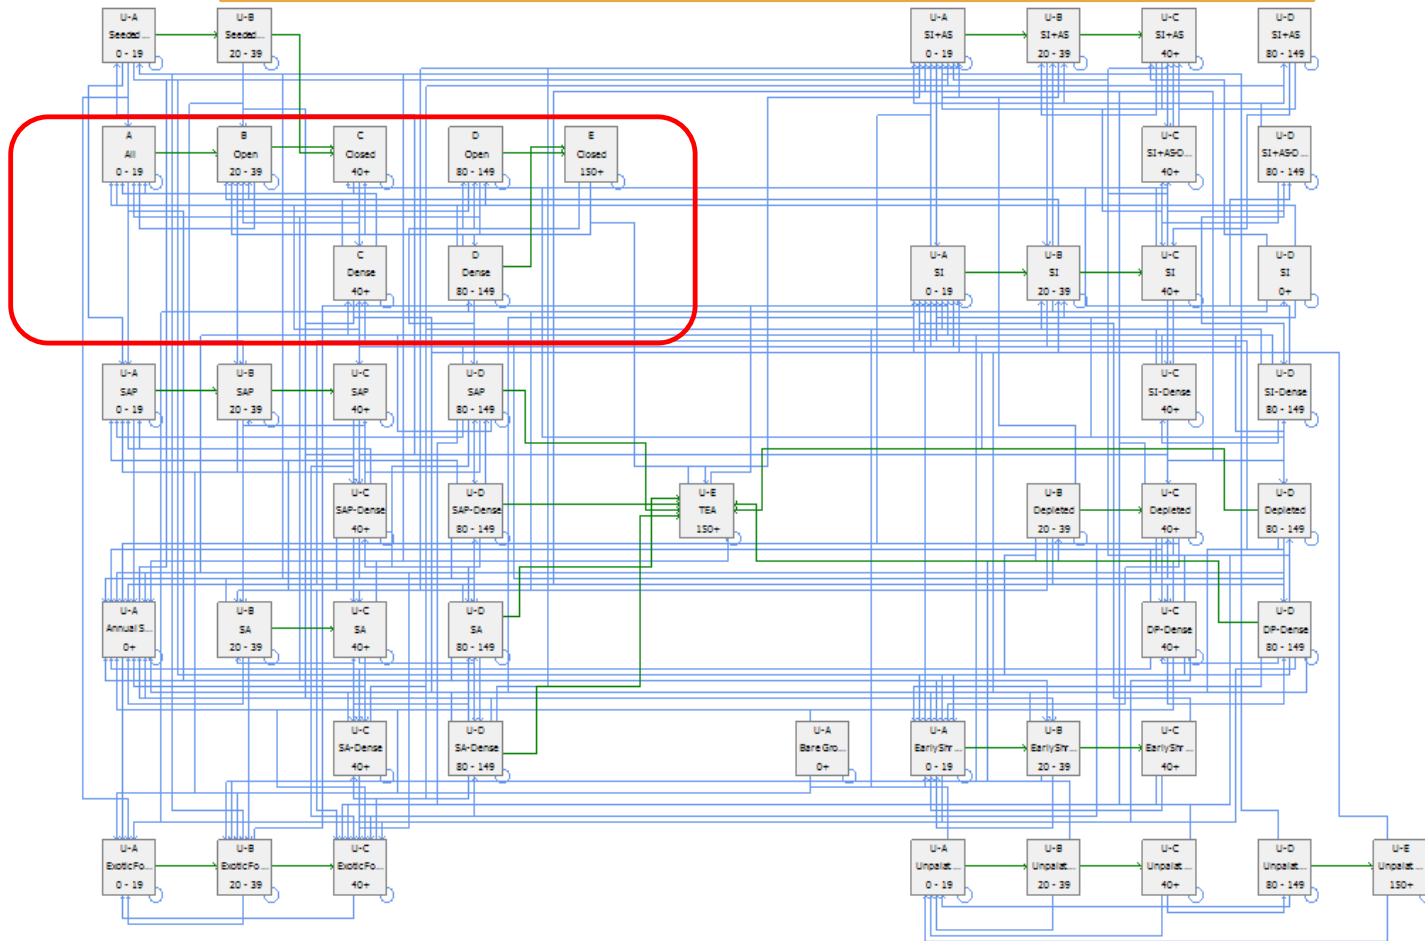 U-A
Seeded...
0 - 19
U-B
Seeded...
20 - 39
U-A
SI+AS
0 - 19
U-B
SI+AS
20 - 39
U-C
SI+AS
40+
U-D
SI+AS
80 - 149
A
All
0 - 19
B
Open
20 - 39
C
Closed
40+
D
Open
80 - 149
E
Closed
150+
U-C
SI+AS-D...
40+
U-D
SI+AS-D...
80 - 149
C
Dense
40+
D
Dense
80 - 149
U-A
SI
0 - 19
U-B
SI
20 - 39
U-C
SI
40+
U-D
SI
0+
U-A
SAP
0 - 19
U-B
SAP
20 - 39
U-C
SAP
40+
U-D
SAP
80 - 149
U-C
SI-Dense
40+
U-D
SI-Dense
80 - 149
U-C
SAP-Dense
40+
U-D
SAP-Dense
80 - 149
U-E
TEA
150+
U-B
Depleted
20 - 39
U-C
Depleted
40+
U-D
Depleted
80 - 149
U-A
Annual S...
0+
U-B
SA
20 - 39
U-C
SA
40+
U-D
SA
80 - 149
U-C
DP-Dense
40+
U-D
DP-Dense
80 - 149
U-C
SA-Dense
40+
U-D
SA-Dense
80 - 149
U-A
Bare Gro...
0+
U-A
EarlyShr...
0 - 19
U-B
EarlyShr...
20 - 39
U-C
EarlyShr...
40+
U-A
ExoticFo...
0 - 19
U-B
ExoticFo...
20 - 39
U-C
ExoticFo...
40+
U-A
Unpalat...
0 - 19
U-B
Unpalat...
20 - 39
U-C
Unpalat...
40+
U-D
Unpalat...
80 - 149
U-E
Unpalat...
150+